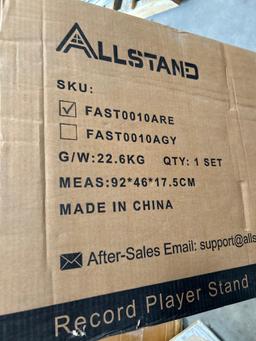 ALLSTAND
SKU:
FAST0010ARE
FAST0010AGY
G/W:22.6KG QTY: 1 SET
MEAS:92*46*17.5CM
MADE IN CHINA
After-Sales Email: support@alls
Record Player Stand